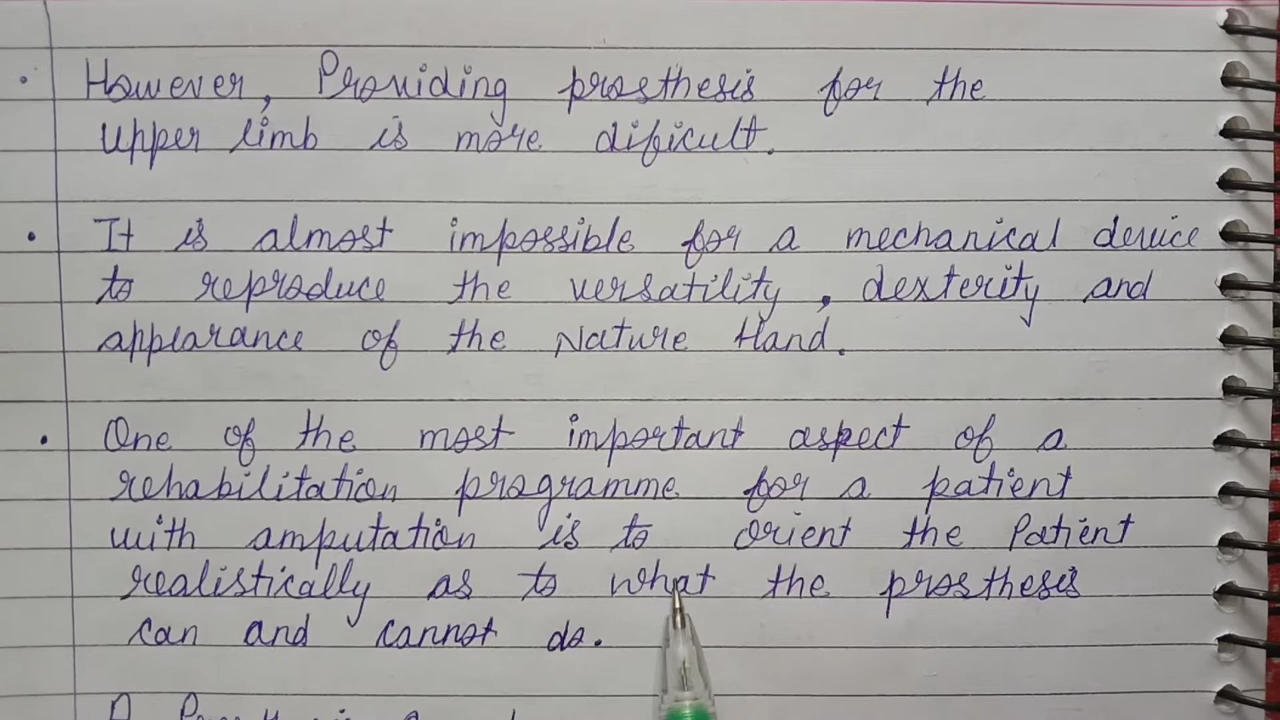 • However, Providing prosthesis for the
upper limb is more dificult.
• It is almost impossible for a mechanical device
to reproduce the versatility, dexterity and
appearance of the Nature Hand.
• One of the most important aspect of a
rehabilitation programme for a patient
with amputation is to orient the Patient
realistically as to what the prosthesis
can and cannot do.